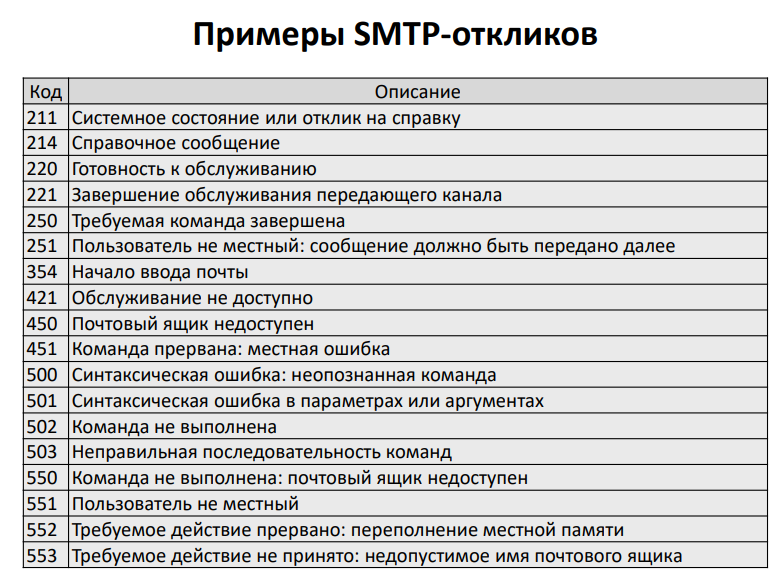 Примеры SMTP-откликов
Код Описание
211 Системное состояние или отклик на справку
214 Справочное сообщение
220 Готовность к обслуживанию
221 Завершение обслуживания передающего канала
250 Требуемая команда завершена
251 Пользователь не местный: сообщение должно быть передано далее
354 Начало ввода почты
421 Обслуживание не доступно
450 Почтовый ящик недоступен
451 Команда прервана: местная ошибка
500 Синтаксическая ошибка: неопознанная команда
501 Синтаксическая ошибка в параметрах или аргументах
502 Команда не выполнена
503 Неправильная последовательность команд
550 Команда не выполнена: почтовый ящик недоступен
551 Пользователь не местный
552 Требуемое действие прервано: переполнение местной памяти
553 Требуемое действие не принято: недопустимое имя почтового ящика